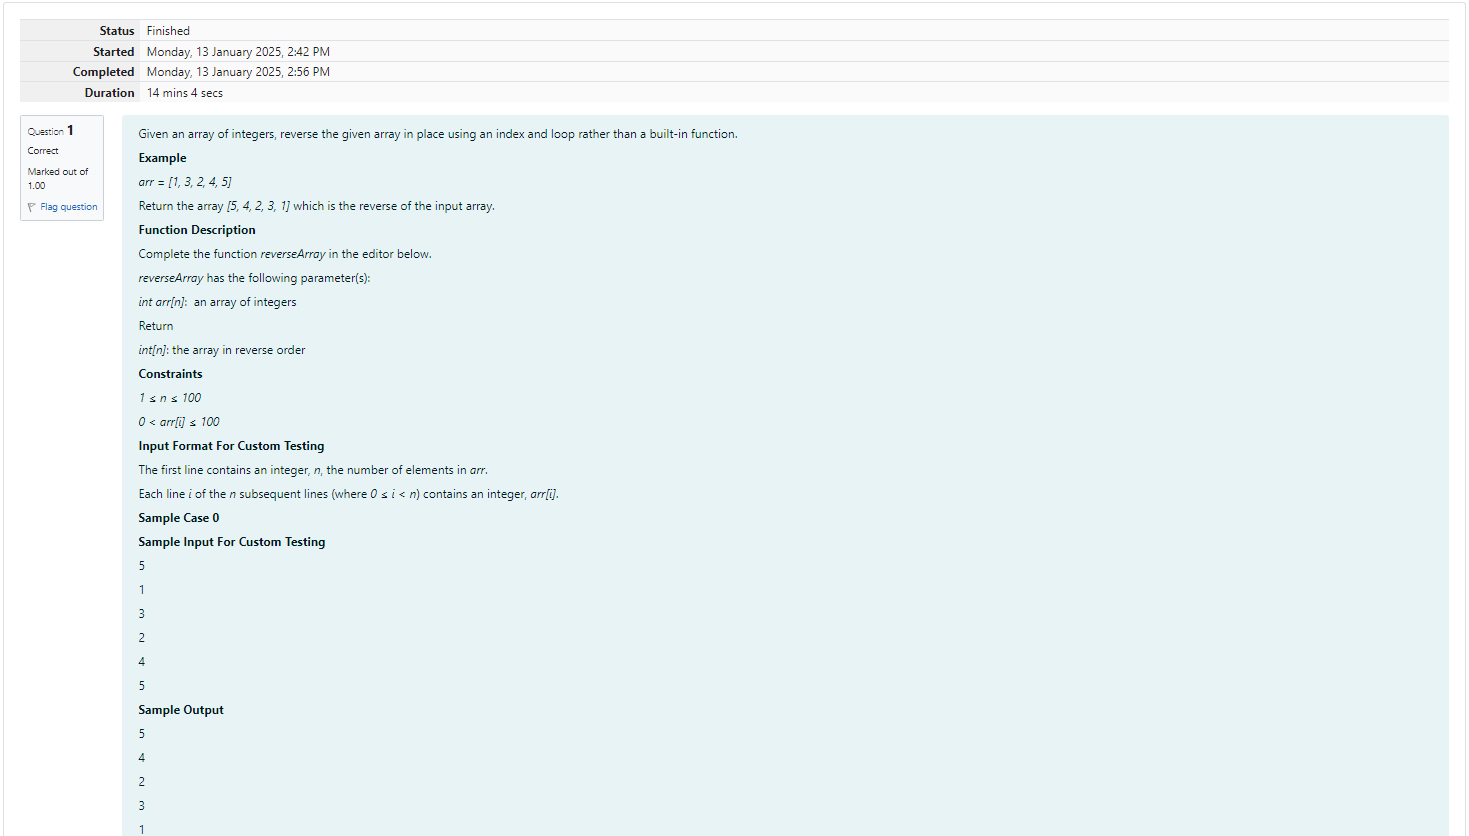 Status Finished
Started Monday, 13 January 2025, 2:42 PM
Completed Monday, 13 January 2025, 2:56 PM
Duration 14 mins 4 secs
Question 1
Correct
Marked out of
1.00
Flag question
Given an array of integers, reverse the given array in place using an index and loop rather than a built-in function.
Example
arr = [1, 3, 2, 4, 5]
Return the array [5, 4, 2, 3, 1] which is the reverse of the input array.
Function Description
Complete the function reverseArray in the editor below.
reverseArray has the following parameter(s):
int arr[n]: an array of integers
Return
int[n]: the array in reverse order
Constraints
1 ≤ n ≤ 100
0 < arr[i] ≤ 100
Input Format For Custom Testing
The first line contains an integer, n, the number of elements in arr.
Each line i of the n subsequent lines (where 0 ≤ i < n) contains an integer, arr[i].
Sample Case 0
Sample Input For Custom Testing
5
1
3
2
4
5
Sample Output
5
4
2
3
1